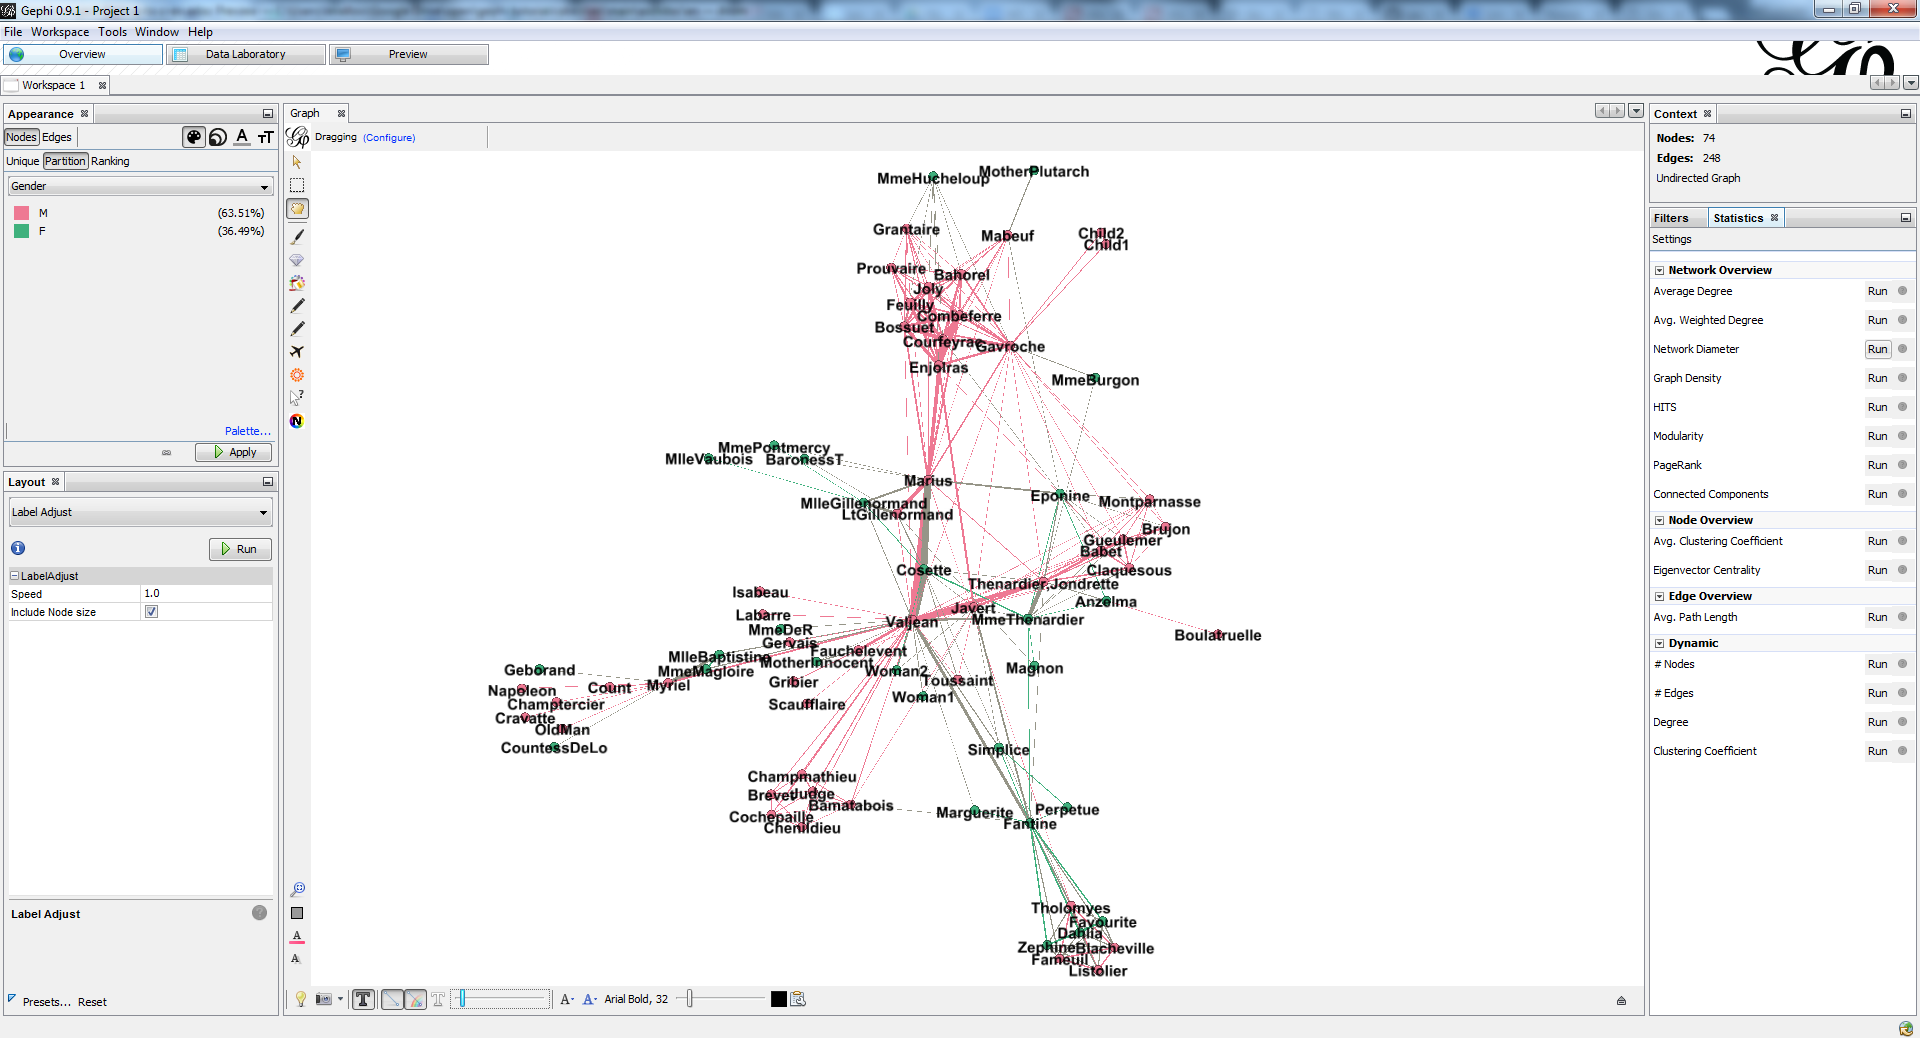 Gephi 0.9.1 - Project 1
File Workspace Tools Window Help
Overview Data Laboratory Preview
Workspace 1
Appearance
Nodes Edges
Unique Partition Ranking
Gender
M (63.51%)
F (36.49%)
Palette...
Apply
Layout
Label Adjust
Run
LabelAdjust
Speed 1.0
Include Node size
Label Adjust
Presets... Reset
Graph
Dragging (Configure)
MotherPlutarch
MmeHucheloup
Grantaire
Child2
Mabeuf
Child1
Prouvaire
Bahorel
Joly
Feuilly
Combeferre
Bossuet
Courfeyrac
Gavroche
Enjolras
MmeBurgon
MmePontmercy
MlleVaubois BaronessT
Marius
Eponine
MlleGillenormand Montparnasse
LtGillenormand
Brujon
Gueulemer
Babet
Cosette Claquesous
Thenardier,Jondrette
Isabeau
Anzelma
Javert
Labarre
Valjean MmeThenardier
MmeDeR
Boulatruelle
Gervais
Fauchelevent
MlleBaptistine
MotherInnocent
Geborand MmeMagloire Woman2 Magnon
Count Myriel Gribier Toussaint
Napoleon
Woman1
Champtercier Scaufflaire
Cravatte
OldMan
CountessDeLo Simplice
Champmathieu
Brevet Judge
Bamatabois
Perpetue
Marguerite
Cochepaille Fantine
Chenildieu
Tholomyes
Favourite
Dahlia
Zephine Blacheville
Fameuil
Listolier
Arial Bold, 32
Context
Nodes: 74
Edges: 248
Undirected Graph
Filters Statistics
Settings
Network Overview
Average Degree Run
Avg. Weighted Degree Run
Network Diameter Run
Graph Density Run
HITS Run
Modularity Run
PageRank Run
Connected Components Run
Node Overview
Avg. Clustering Coefficient Run
Eigenvector Centrality Run
Edge Overview
Avg. Path Length Run
Dynamic
# Nodes Run
# Edges Run
Degree Run
Clustering Coefficient Run